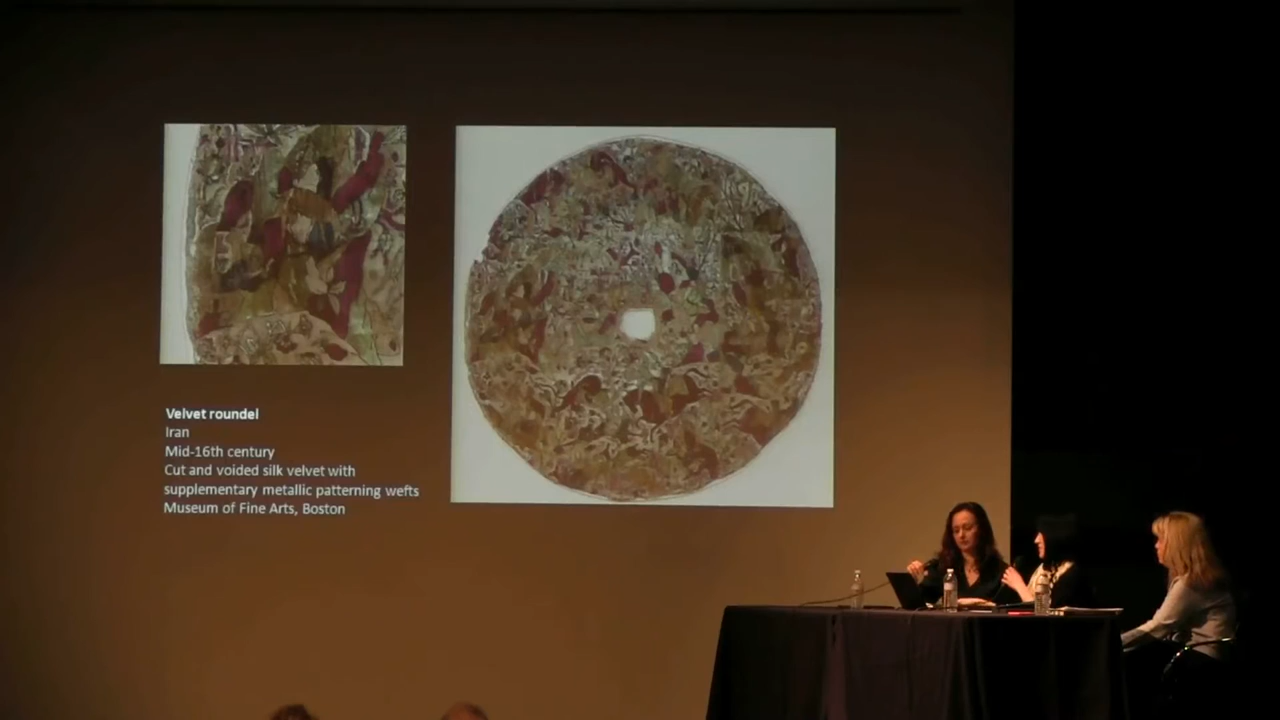 Velvet roundel
Iran
Mid-16th century
Cut and voided silk velvet with
supplementary metallic patterning wefts
Museum of Fine Arts, Boston